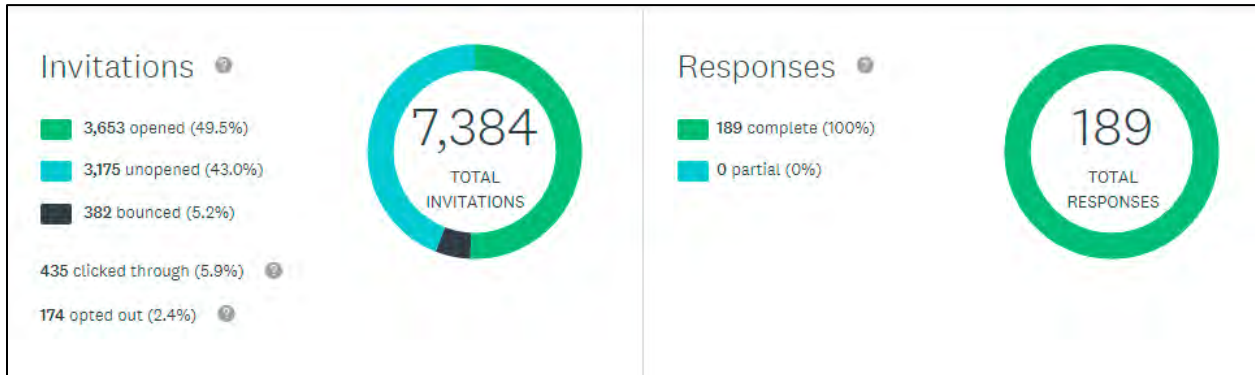 Invitations
3,653 opened (49.5%)
3,175 unopened (43.0%)
382 bounced (5.2%)
435 clicked through (5.9%)
174 opted out (2.4%)
7,384
TOTAL
INVITATIONS
Responses
189 complete (100%)
0 partial (0%)
189
TOTAL
RESPONSES